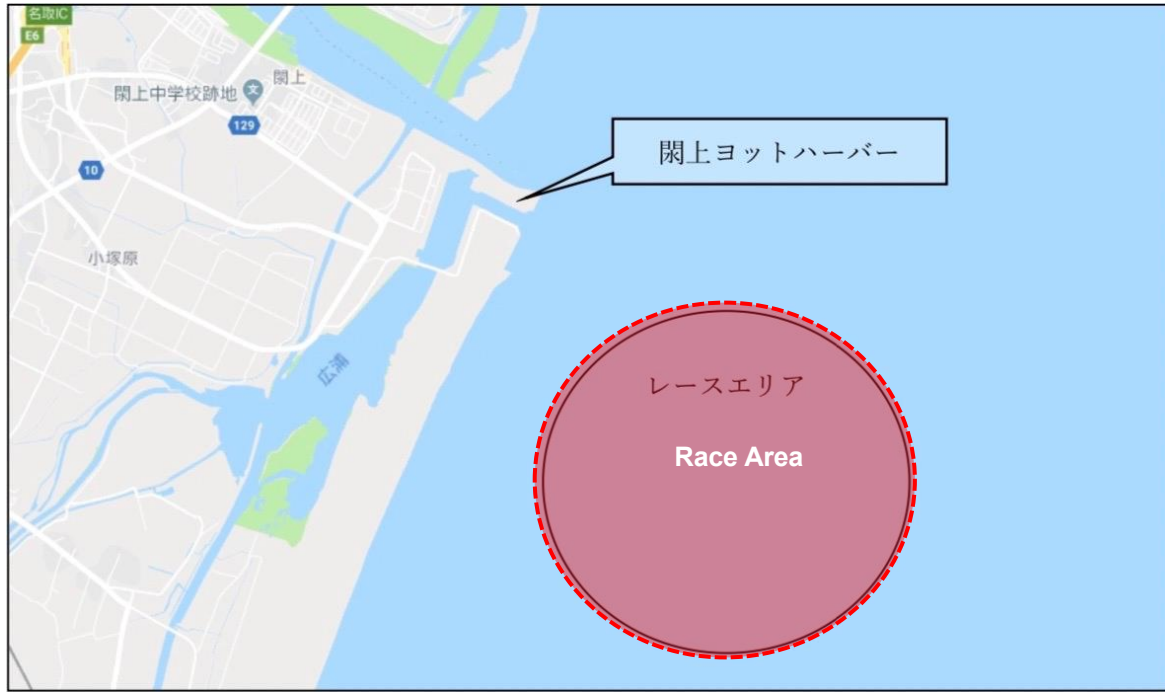 名取IC
E6
閖上
閖上中学校跡地
129
閖上ヨットハーバー
10
小塚原
広浦
レースエリア
Race Area